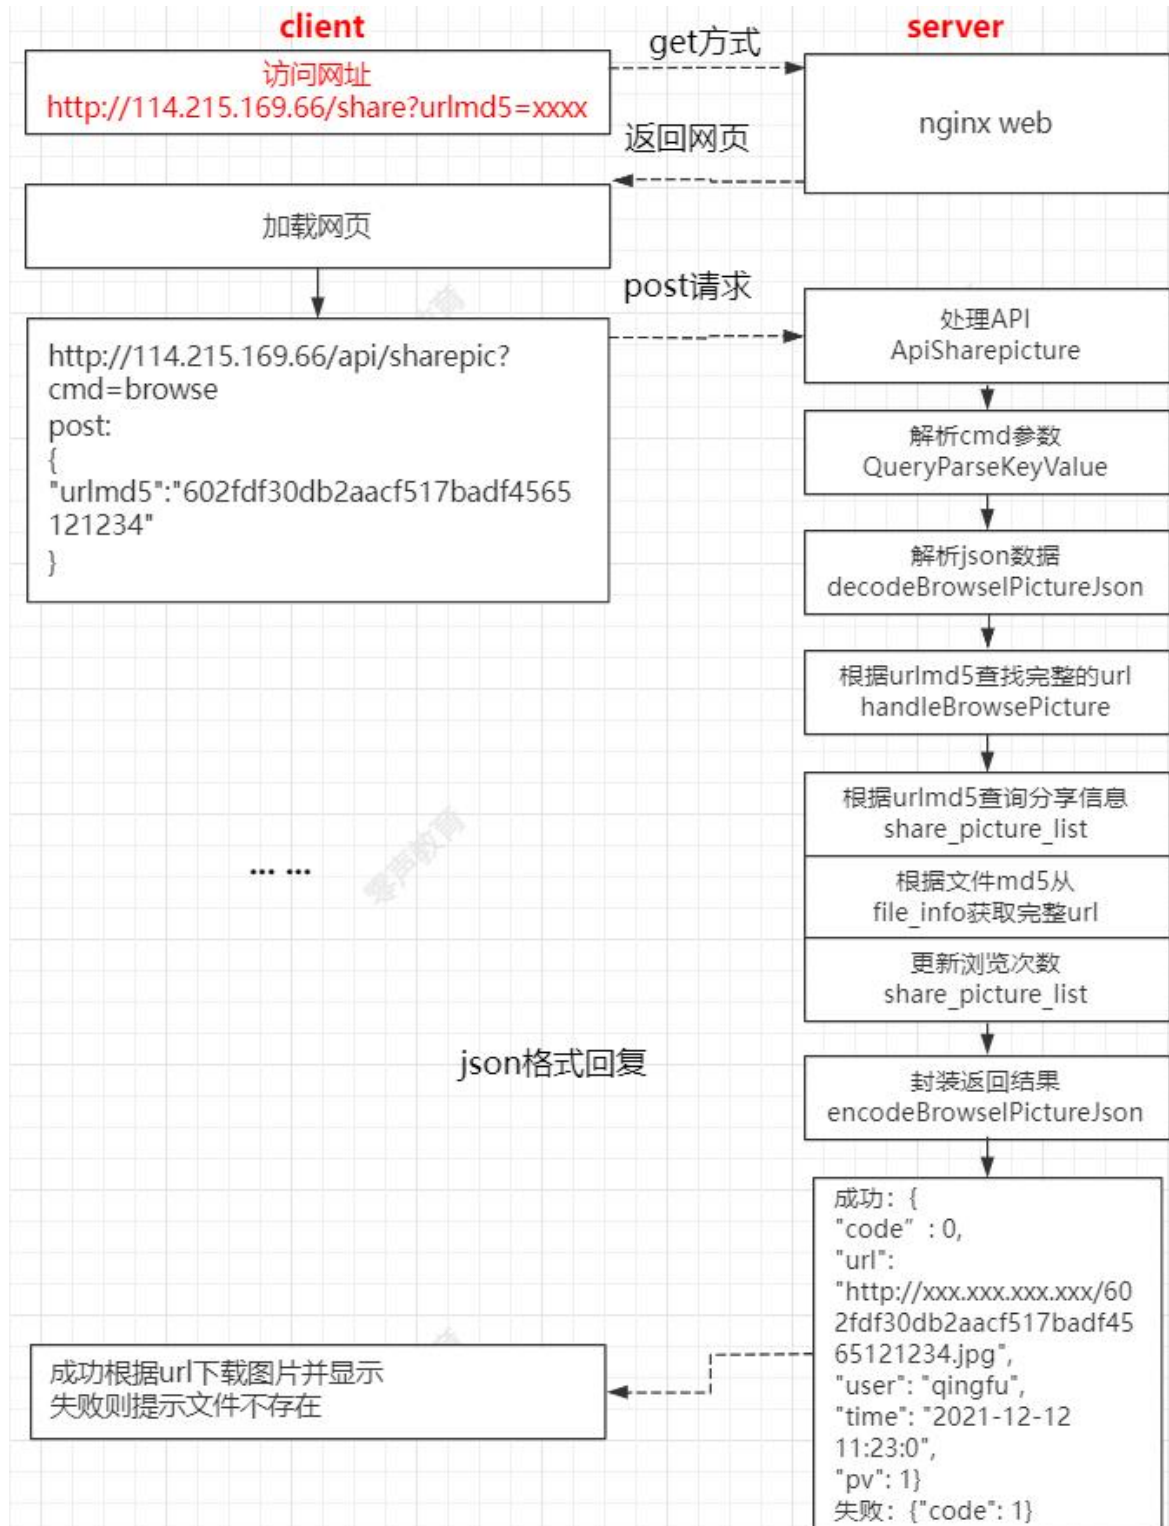 client
server
get方式
访问网址
http://114.215.169.66/share?urlmd5=xxxx
nginx web
返回网页
加载网页
post请求
http://114.215.169.66/api/sharepic?
cmd=browse
post:
{
"urlmd5":"602fdf30db2aacf517badf4565
121234"
}
处理API
ApiSharepicture
解析cmd参数
QueryParseKeyValue
解析json数据
decodeBrowselPictureJson
根据urlmd5查找完整的url
handleBrowsePicture
根据urlmd5查询分享信息
share_picture_list
根据文件md5从
file_info获取完整url
更新浏览次数
share_picture_list
... ...
零声教育
json格式回复
封装返回结果
encodeBrowselPictureJson
成功：{
"code” : 0,
"url":
"http://xxx.xxx.xxx.xxx/60
2fdf30db2aacf517badf45
65121234.jpg",
"user": "qingfu",
"time": "2021-12-12
11:23:0",
"pv": 1}
失败：{"code": 1}
成功根据url下载图片并显示
失败则提示文件不存在